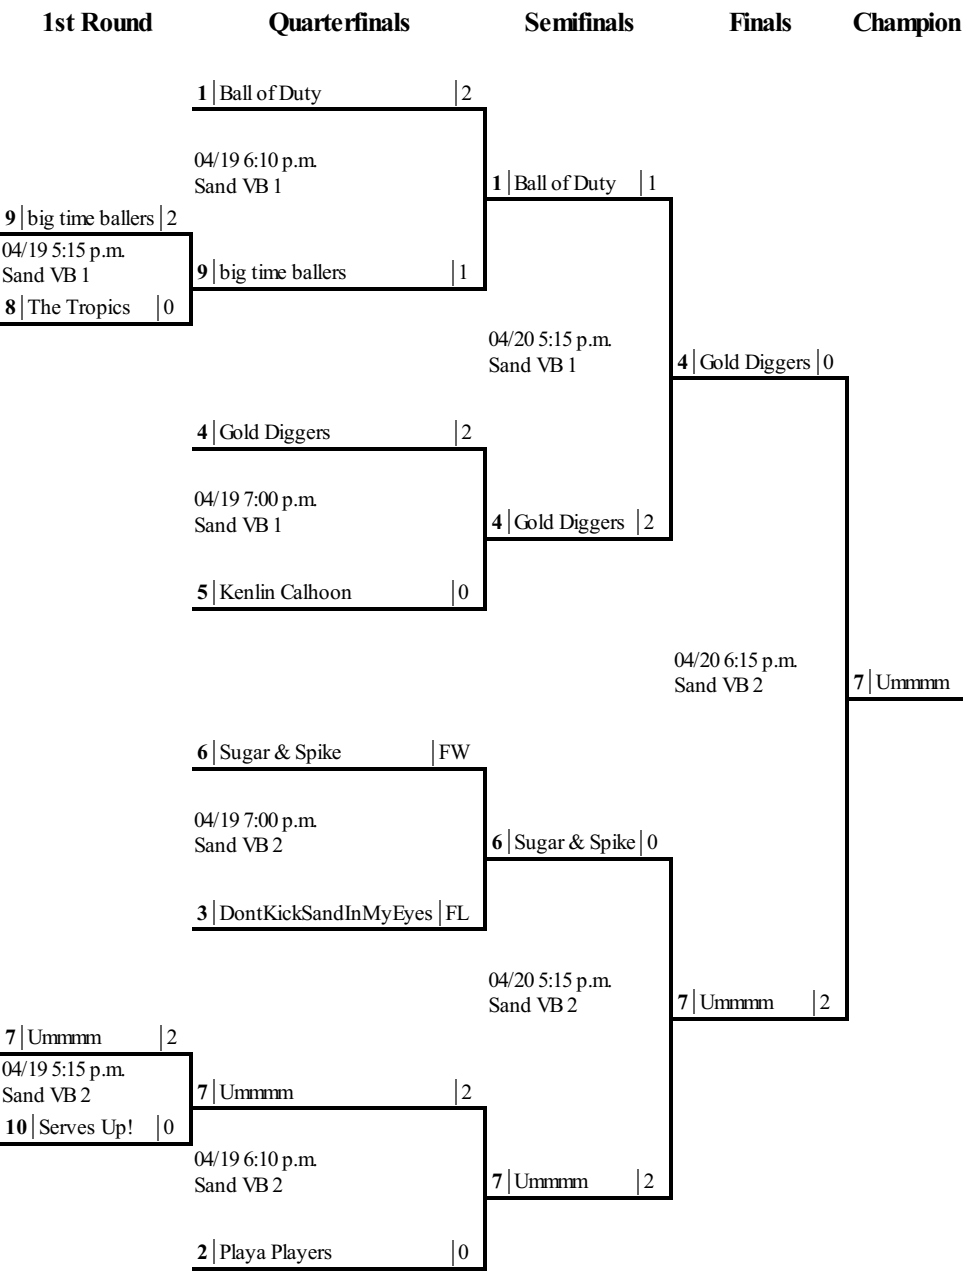 1st Round Quarterfinals Semifinals Finals Champion
1 Ball of Duty 2
04/19 6:10 p.m.
Sand VB 1
1 Ball of Duty 1
9 big time ballers 2
04/19 5:15 p.m.
Sand VB 1
9 big time ballers 1
8 The Tropics 0
04/20 5:15 p.m.
Sand VB 1
4 Gold Diggers 0
4 Gold Diggers 2
04/19 7:00 p.m.
Sand VB 1
4 Gold Diggers 2
5 Kenlin Calhoon 0
04/20 6:15 p.m.
Sand VB 2
7 Ummmm
6 Sugar & Spike FW
04/19 7:00 p.m.
Sand VB 2
6 Sugar & Spike 0
3 DontKickSandInMyEyes FL
04/20 5:15 p.m.
Sand VB 2
7 Ummmm 2
7 Ummmm 2
04/19 5:15 p.m.
Sand VB 2
7 Ummmm 2
10 Serves Up! 0
04/19 6:10 p.m.
Sand VB 2
7 Ummmm 2
2 Playa Players 0